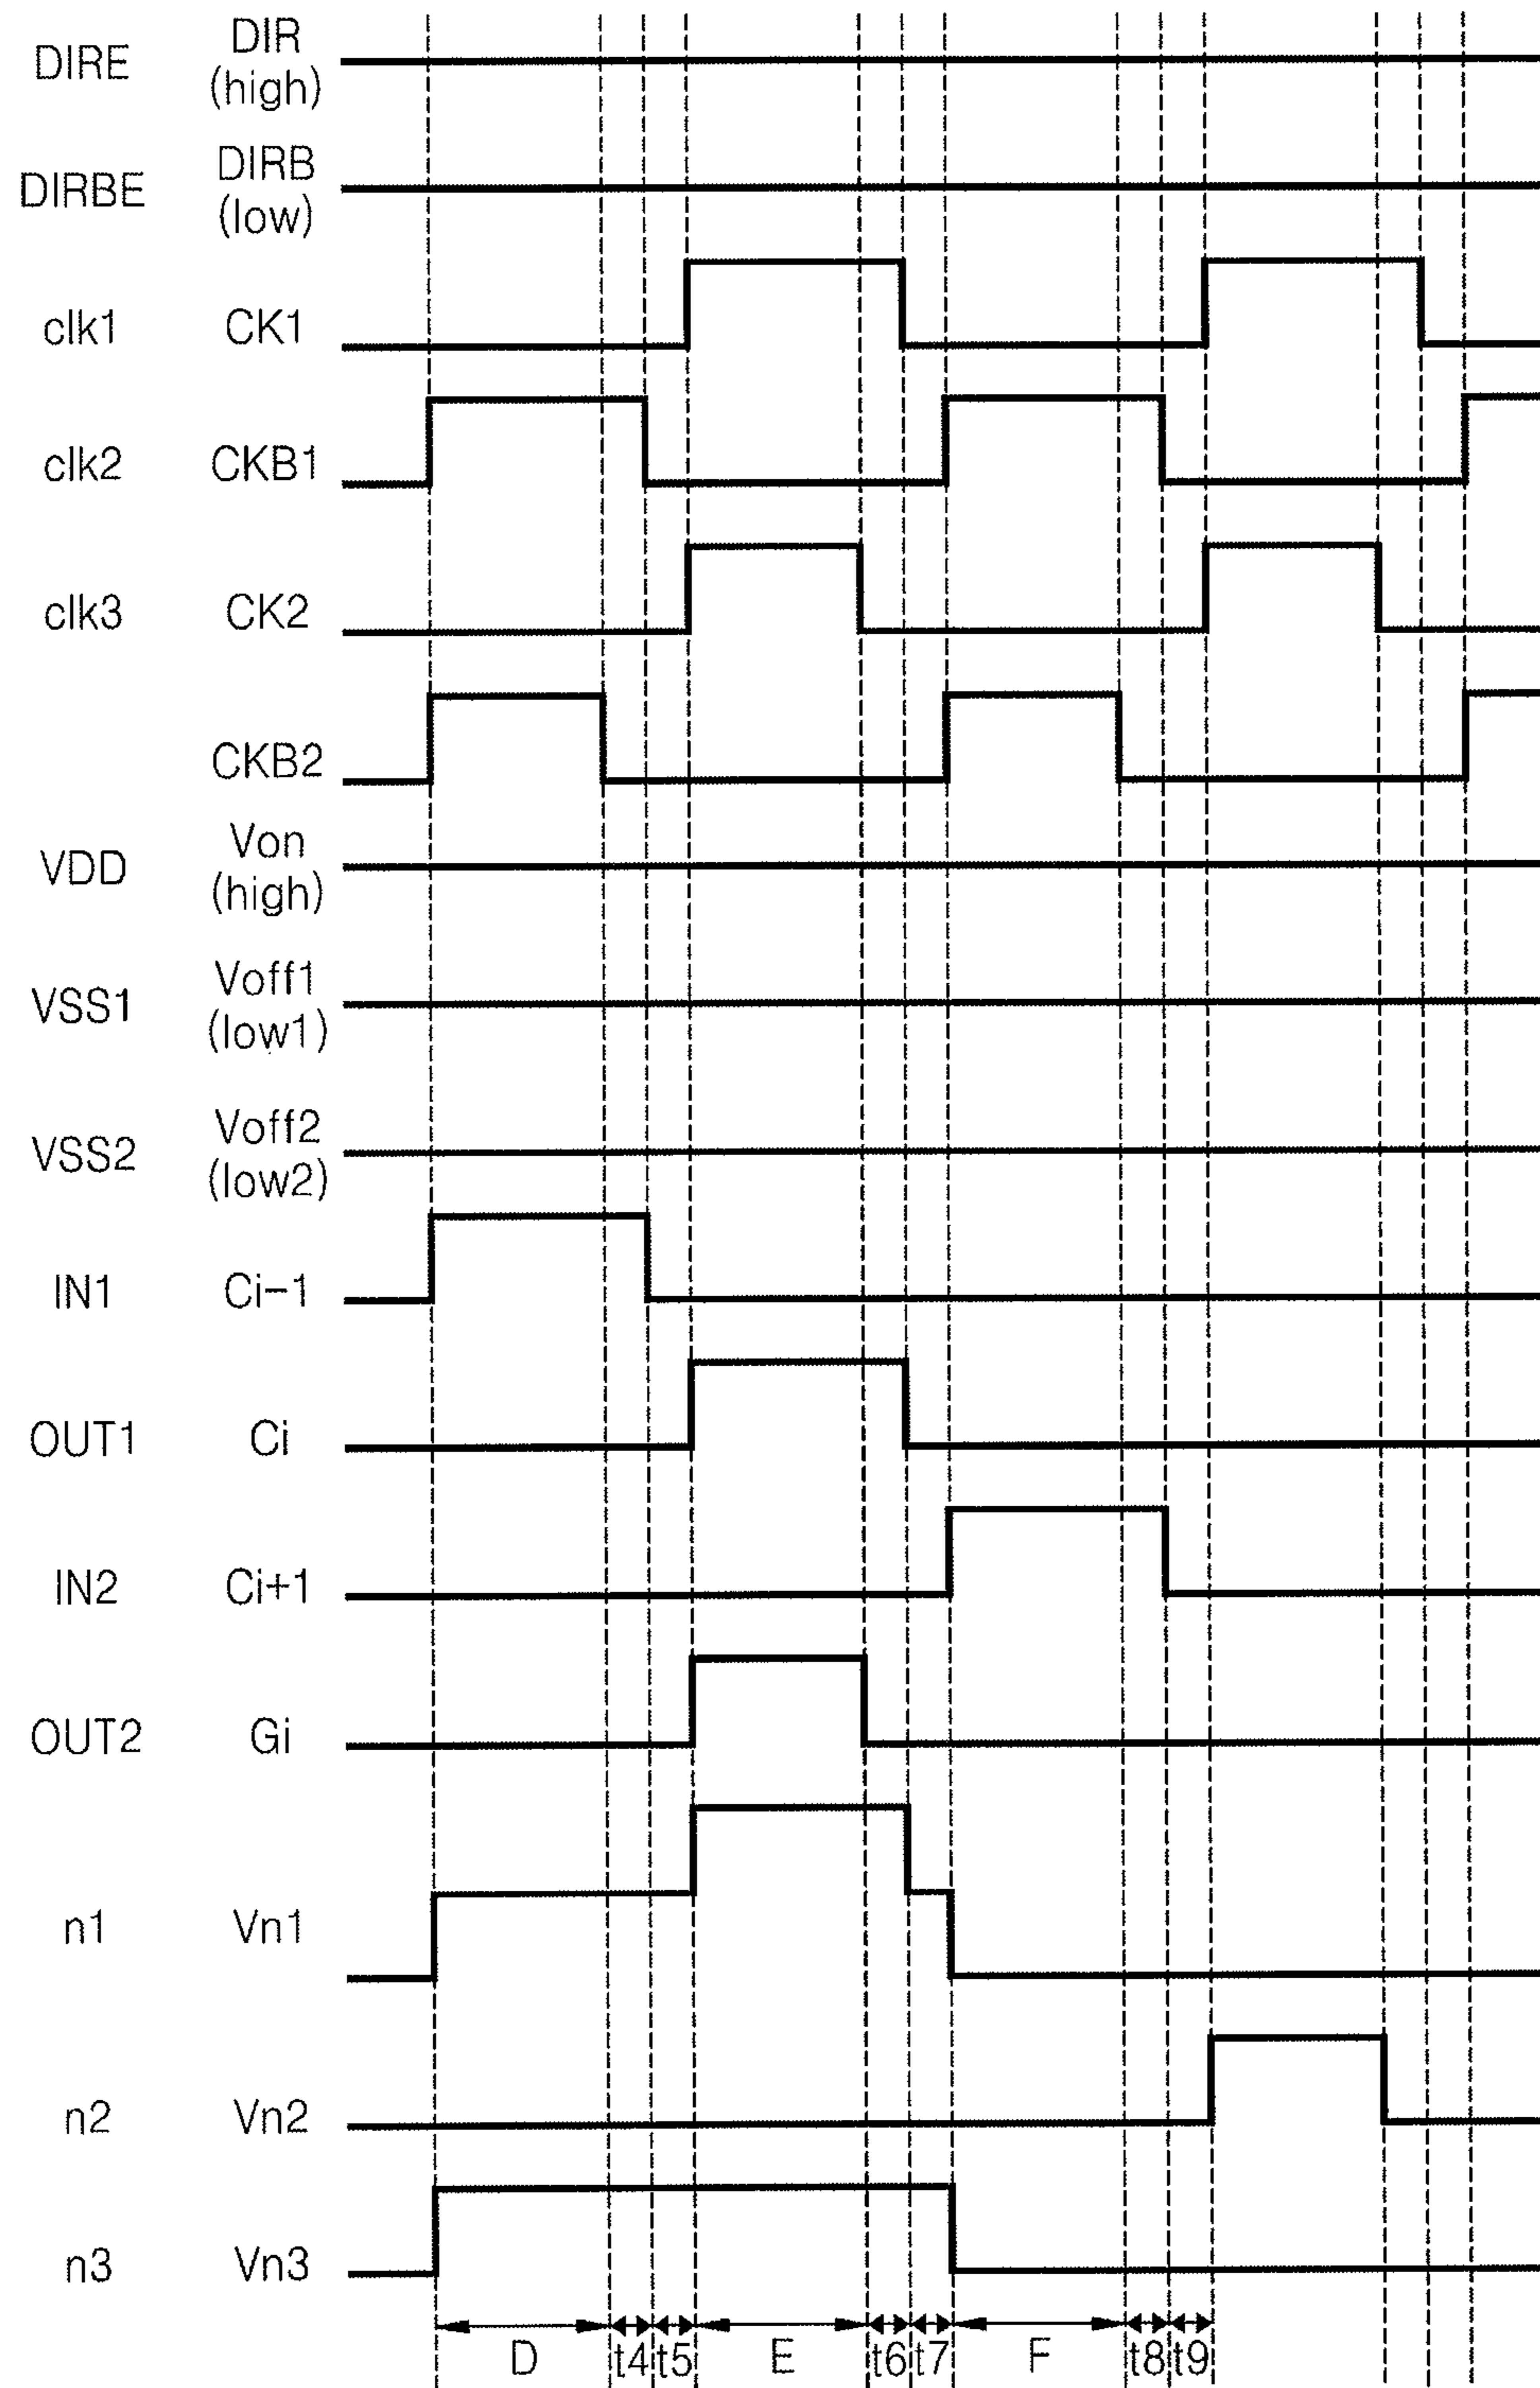 DIRE DIR
(high)
DIRBE DIRB
(low)
clk1 CK1
clk2 CKB1
clk3 CK2
CKB2
VDD Von
(high)
VSS1 Voff1
(low1)
VSS2 Voff2
(low2)
IN1 Ci-1
OUT1 Ci
IN2 Ci+1
OUT2 Gi
n1 Vn1
n2 Vn2
n3 Vn3
D t4 t5 E t6 t7 F t8 t9